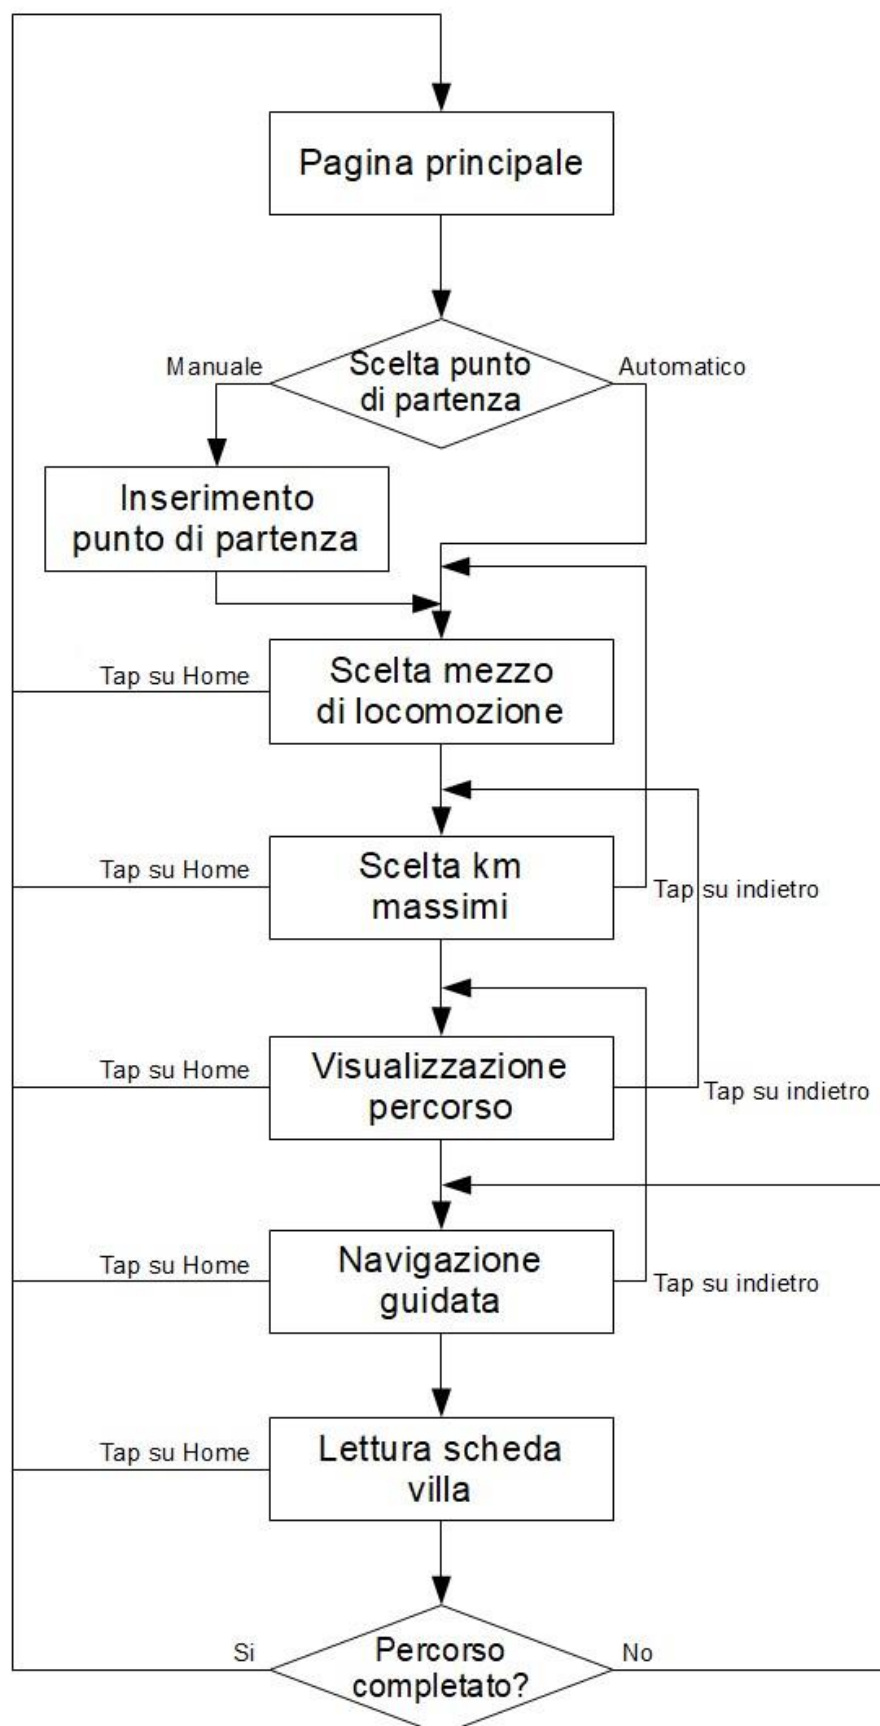 Pagina principale
Manuale
Scelta punto
di partenza
Automatico
Inserimento
punto di partenza
Tap su Home
Scelta mezzo
di locomozione
Tap su Home
Scelta km
massimi
Tap su indietro
Tap su Home
Visualizzazione
percorso
Tap su indietro
Tap su Home
Navigazione
guidata
Tap su indietro
Tap su Home
Lettura scheda
villa
Si
Percorso
completato?
No